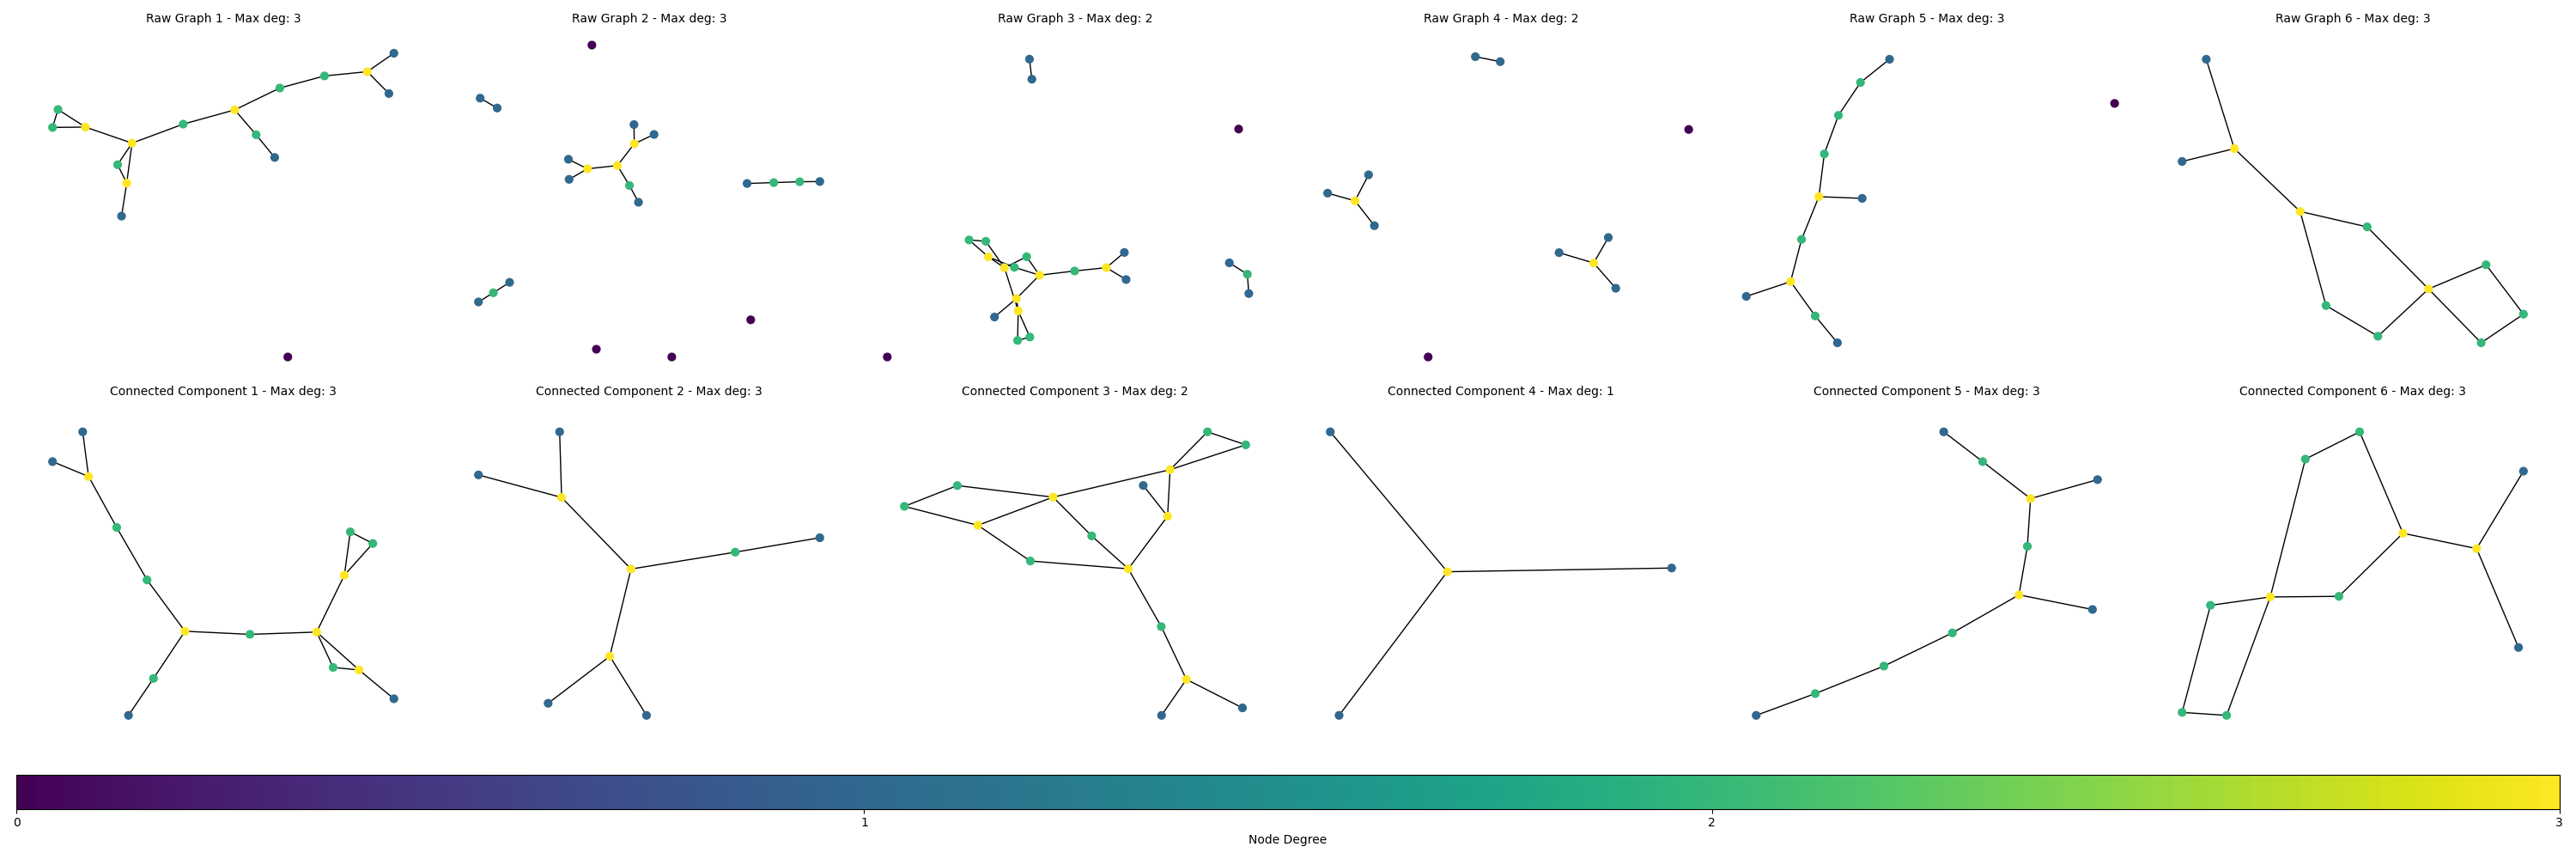 Raw Graph 1 - Max deg: 3
Raw Graph 2 - Max deg: 3
Raw Graph 3 - Max deg: 2
Raw Graph 4 - Max deg: 2
Raw Graph 5 - Max deg: 3
Raw Graph 6 - Max deg: 3
Connected Component 1 - Max deg: 3
Connected Component 2 - Max deg: 3
Connected Component 3 - Max deg: 2
Connected Component 4 - Max deg: 1
Connected Component 5 - Max deg: 3
Connected Component 6 - Max deg: 3
0
1
2
3
Node Degree